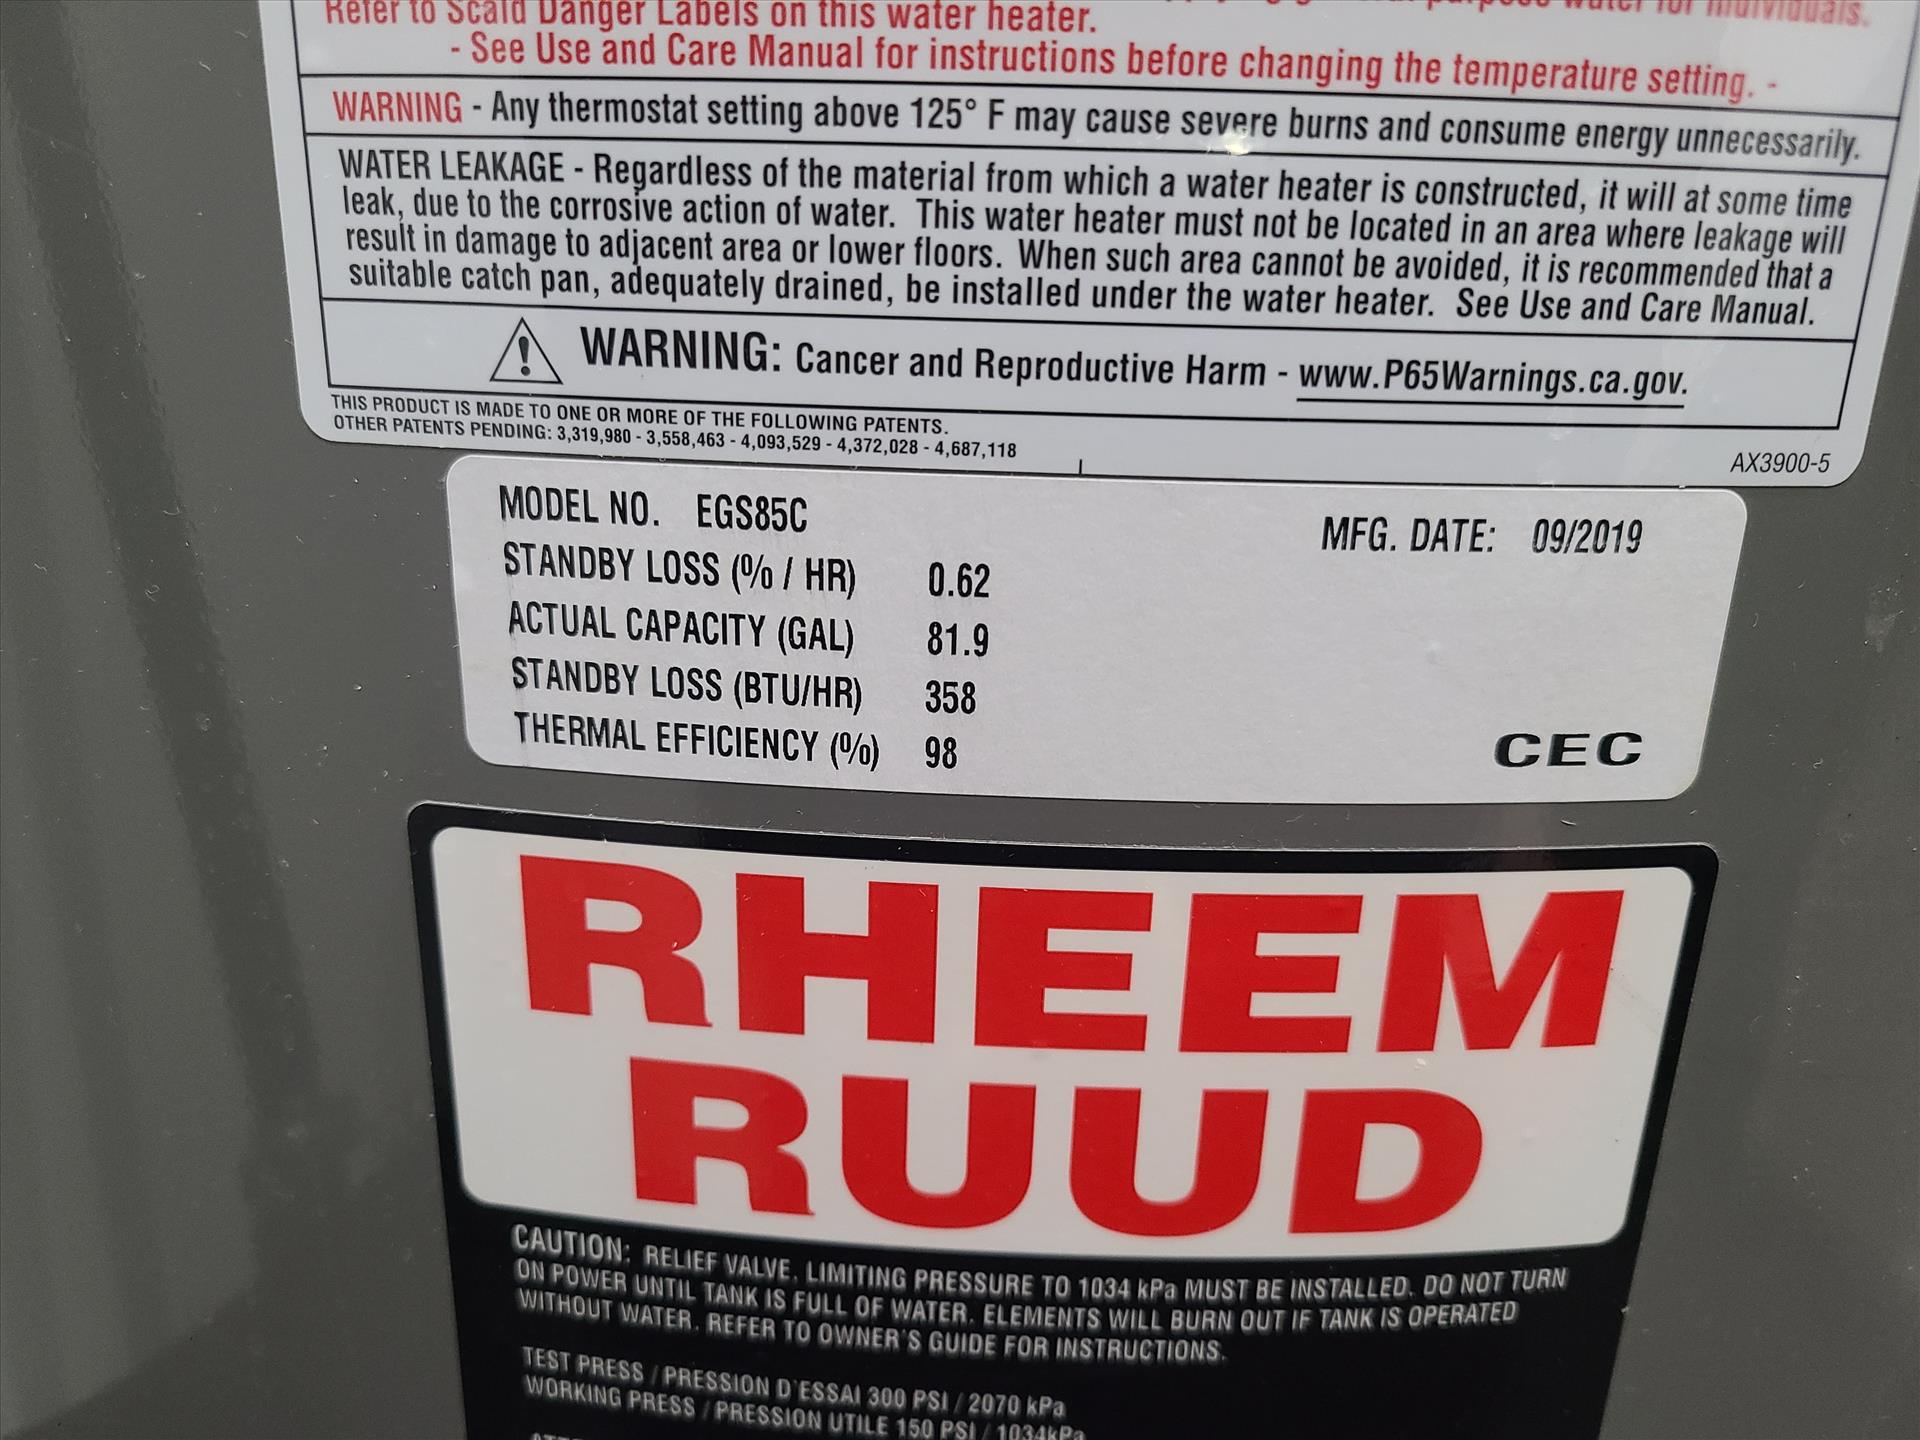 Refer to Scald Danger Labels on this water heater.
- See Use and Care Manual for instructions before changing the temperature setting. -
WARNING - Any thermostat setting above 125° F may cause severe burns and consume energy unnecessarily.
WATER LEAKAGE - Regardless of the material from which a water heater is constructed, it will at some time
leak, due to the corrosive action of water. This water heater must not be located in an area where leakage will
result in damage to adjacent area or lower floors. When such area cannot be avoided, it is recommended that a
suitable catch pan, adequately drained, be installed under the water heater. See Use and Care Manual.
WARNING: Cancer and Reproductive Harm - www.P65Warnings.ca.gov.
THIS PRODUCT IS MADE TO ONE OR MORE OF THE FOLLOWING PATENTS.
OTHER PATENTS PENDING: 3,319,980 - 3,558,463 - 4,093,529 - 4,372,028 - 4,687,118
AX3900-5
MODEL NO. EGS85C
MFG. DATE: 09/2019
STANDBY LOSS (% / HR) 0.62
ACTUAL CAPACITY (GAL) 81.9
STANDBY LOSS (BTU/HR) 358
THERMAL EFFICIENCY (%) 98
CEC
RHEEM
RUUD
CAUTION: RELIEF VALVE, LIMITING PRESSURE TO 1034 kPa MUST BE INSTALLED. DO NOT TURN
ON POWER UNTIL TANK IS FULL OF WATER. ELEMENTS WILL BURN OUT IF TANK IS OPERATED
WITHOUT WATER. REFER TO OWNER'S GUIDE FOR INSTRUCTIONS.
TEST PRESS / PRESSION D'ESSAI 300 PSI / 2070 kPa
WORKING PRESS / PRESSION UTILE 150 PSI / 1034kPa